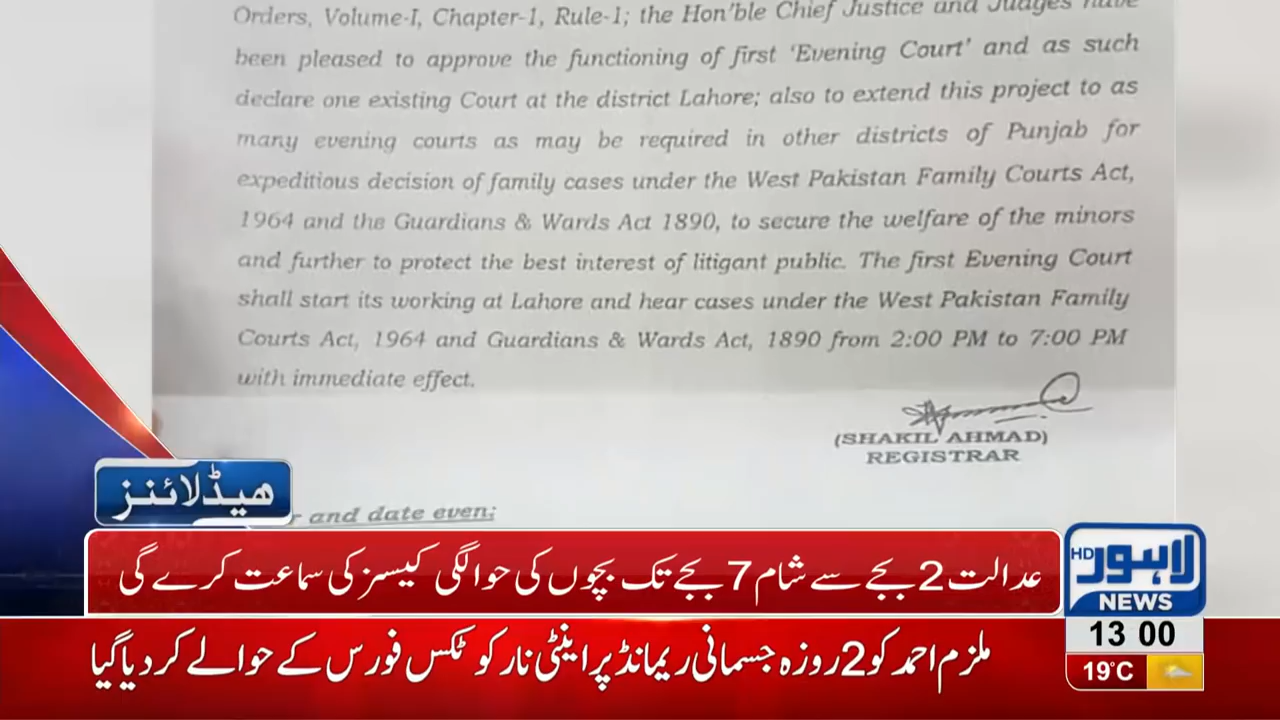 Orders, Volume-I, Chapter-1, Rule-1; the Hon'ble Chief Justice and Judges have
been pleased to approve the functioning of first 'Evening Court' and as such
declare one existing Court at the district Lahore; also to extend this project to as
many evening courts as may be required in other districts of Punjab for
expeditious decision of family cases under the West Pakistan Family Courts Act,
1964 and the Guardians & Wards Act 1890, to secure the welfare of the minors
and further to protect the best interest of litigant public. The first Evening Court
shall start its working at Lahore and hear cases under the West Pakistan Family
Courts Act, 1964 and Guardians & Wards Act, 1890 from 2:00 PM to 7:00 PM
with immediate effect.
(SHAKIL AHMAD)
REGISTRAR
and date even;
ہیڈلائنز
عدالت 2 بجے سے شام 7 بجے تک بچوں کی حوالگی کیسز کی سماعت کرے گی
ملزم احمد کو 2 روزہ جسمانی ریمانڈ پر اینٹی نارکوٹکس فورس کے حوالے کر دیا گیا
لاہور HD
NEWS
13 00
19°C